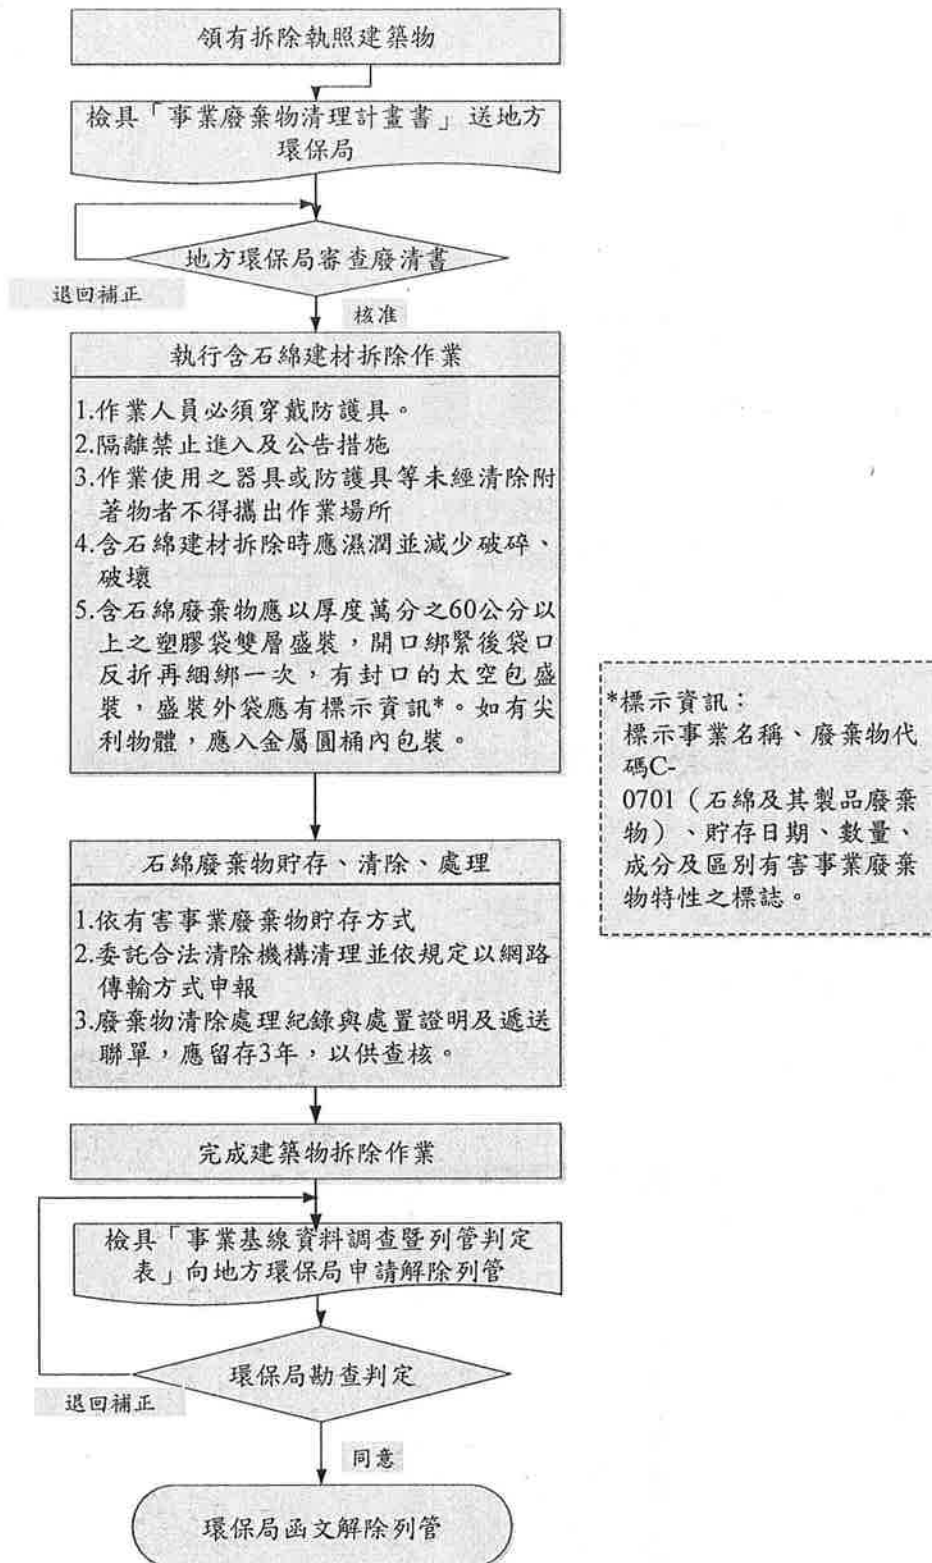 領有拆除執照建築物
檢具「事業廢棄物清理計畫書」送地方
環保局
地方環保局審查廢清書
退回補正
核准
執行含石綿建材拆除作業
1.作業人員必須穿戴防護具。
2.隔離禁止進入及公告措施
3.作業使用之器具或防護具等未經清除附
著物者不得攜出作業場所
4.含石綿建材拆除時應濕潤並減少破碎、
破壞
5.含石綿廢棄物應以厚度萬分之60公分以
上之塑膠袋雙層盛裝，開口綁緊後袋口
反折再綑綁一次，有封口的太空包盛
裝，盛裝外袋應有標示資訊*。如有尖
利物體，應入金屬圓桶內包裝。
*標示資訊：
標示事業名稱、廢棄物代
碼C-
0701（石綿及其製品廢棄
物）、貯存日期、數量、
成分及區別有害事業廢棄
物特性之標誌。
石綿廢棄物貯存、清除、處理
1.依有害事業廢棄物貯存方式
2.委託合法清除機構清理並依規定以網路
傳輸方式申報
3.廢棄物清除處理紀錄與處置證明及遞送
聯單，應留存3年，以供查核。
完成建築物拆除作業
檢具「事業基線資料調查暨列管判定
表」向地方環保局申請解除列管
環保局勘查判定
退回補正
同意
環保局函文解除列管